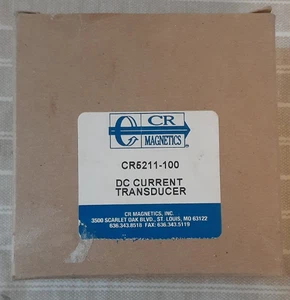 CR
MAGNETICS
CR5211-100
DC CURRENT
TRANSDUCER
CR MAGNETICS, INC.
3500 SCARLET OAK BLVD., ST. LOUIS, MO 63122
636.343.8518 FAX: 636.343.5119